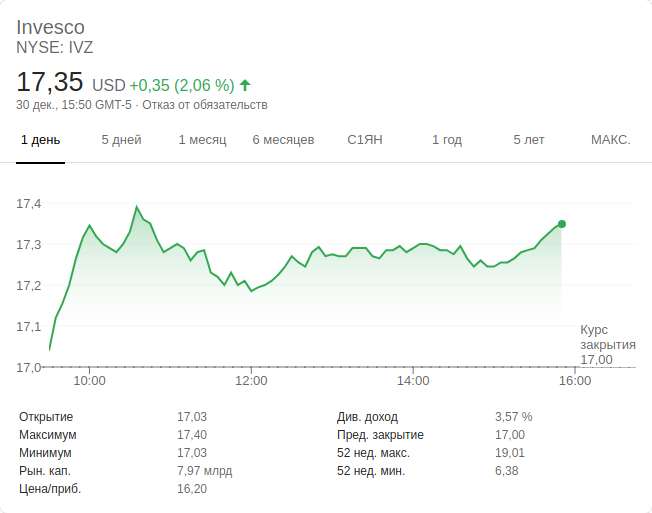 Invesco
NYSE: IVZ
17,35 USD +0,35 (2,06 %)
30 дек., 15:50 GMT-5 · Отказ от обязательств
1 день 5 дней 1 месяц 6 месяцев С1ЯН 1 год 5 лет МАКС.
17,4
17,3
17,2
17,1
17,0
Курс
закрытия
17,00
10:00 12:00 14:00 16:00
Открытие 17,03 Див. доход 3,57 %
Максимум 17,40 Пред. закрытие 17,00
Минимум 17,03 52 нед. макс. 19,01
Рын. кап. 7,97 млрд 52 нед. мин. 6,38
Цена/приб. 16,20